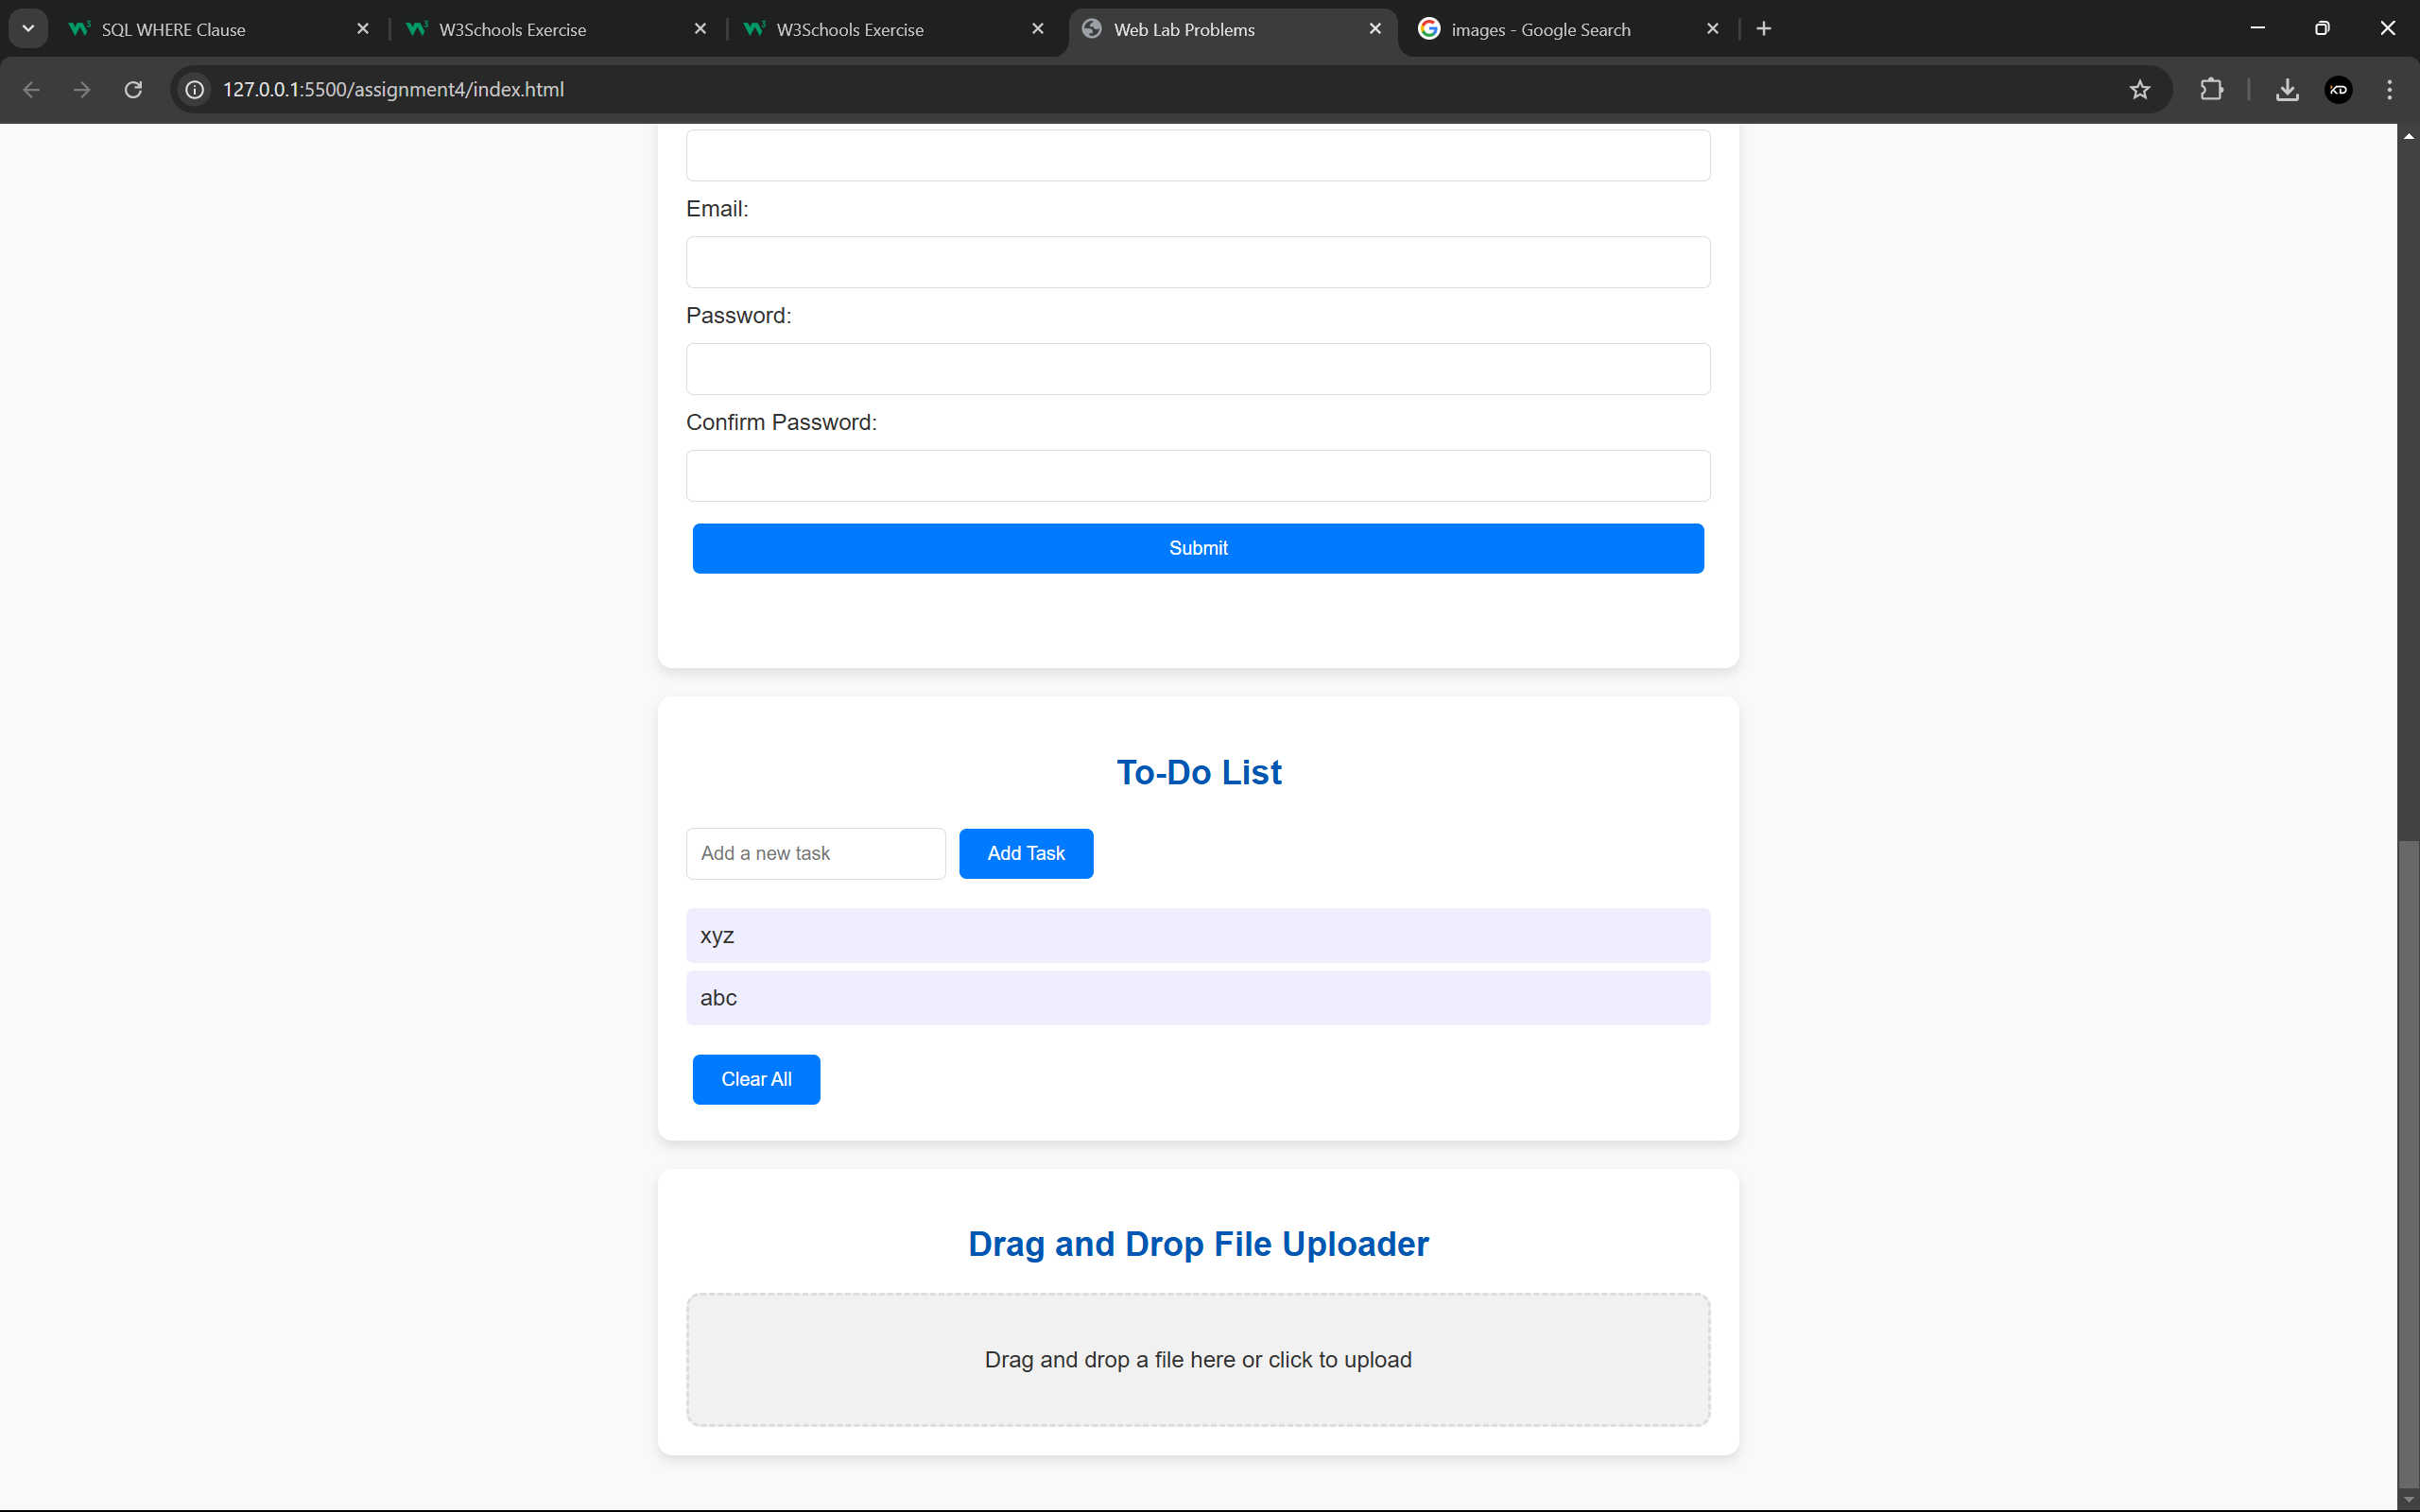 SQL WHERE Clause
W3Schools Exercise
W3Schools Exercise
Web Lab Problems
images - Google Search
127.0.0.1:5500/assignment4/index.html
KD
Email:
Password:
Confirm Password:
Submit
To-Do List
Add a new task
Add Task
xyz
abc
Clear All
Drag and Drop File Uploader
Drag and drop a file here or click to upload